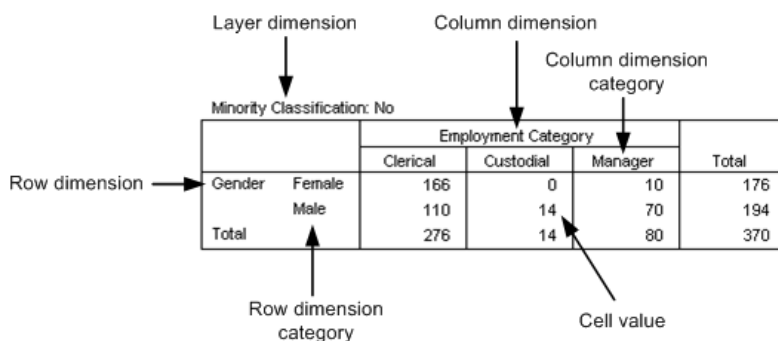 Layer dimension
Column dimension
Column dimension
category
Minority Classification: No
Employment Category
Clerical Custodial Manager Total
Row dimension
Gender Female 166 0 10 176
Male 110 14 70 194
Total 276 14 80 370
Row dimension
category
Cell value